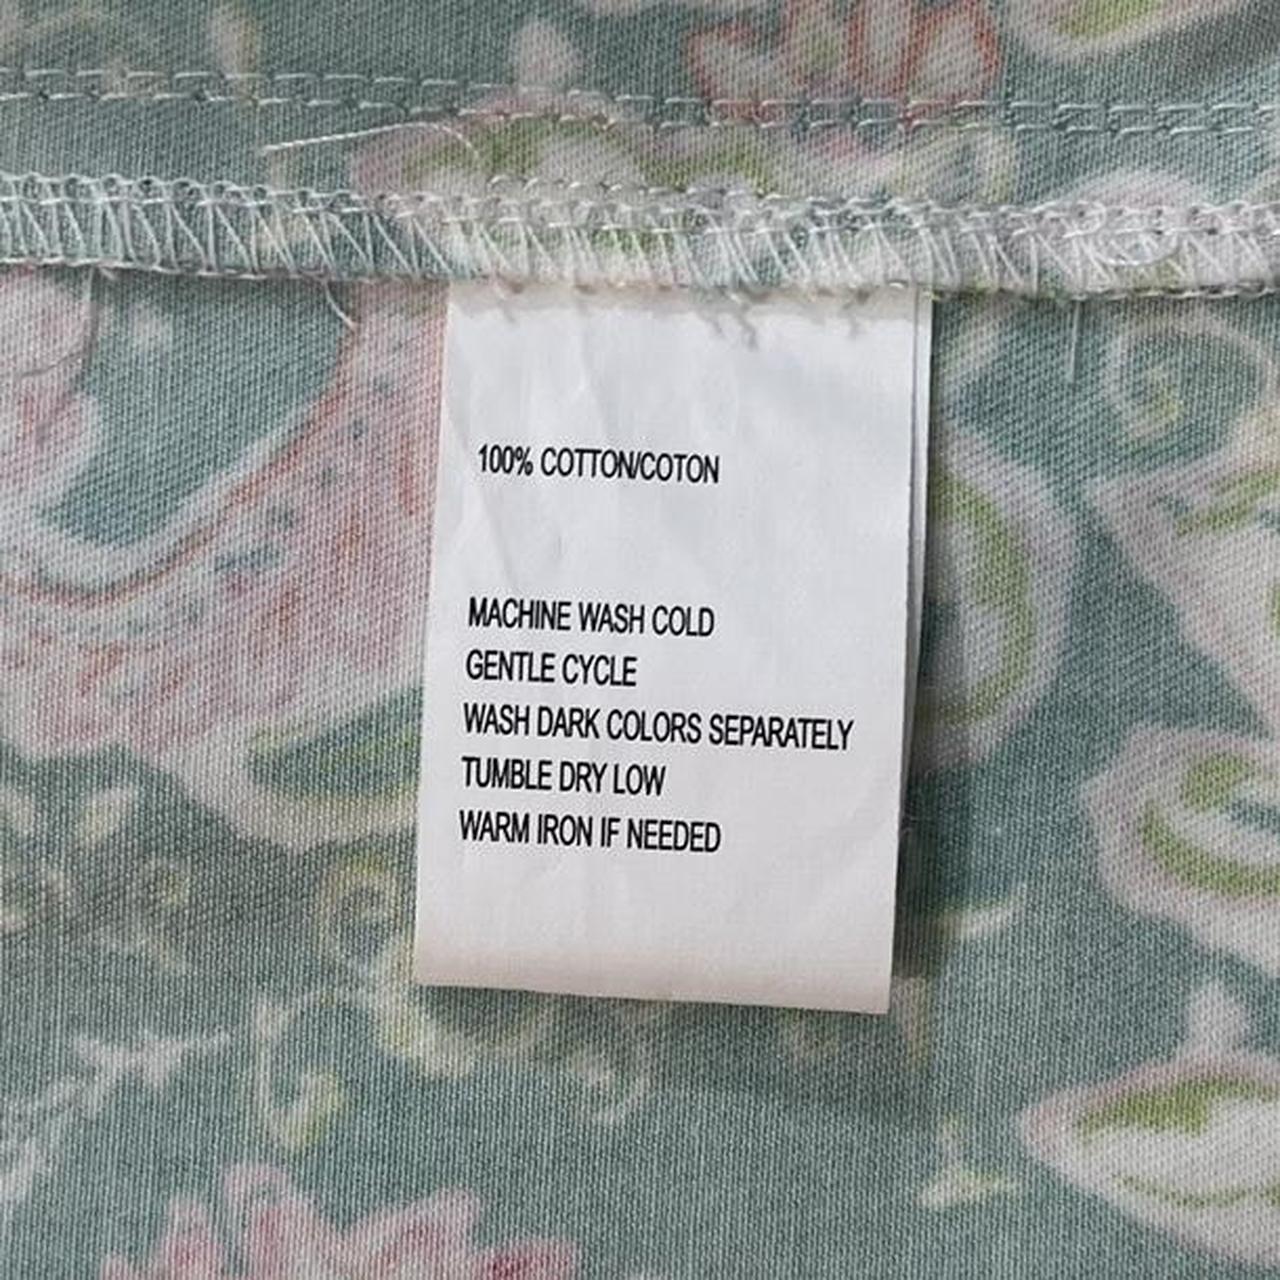 100% COTTON/COTON
MACHINE WASH COLD
GENTLE CYCLE
WASH DARK COLORS SEPARATELY
TUMBLE DRY LOW
WARM IRON IF NEEDED